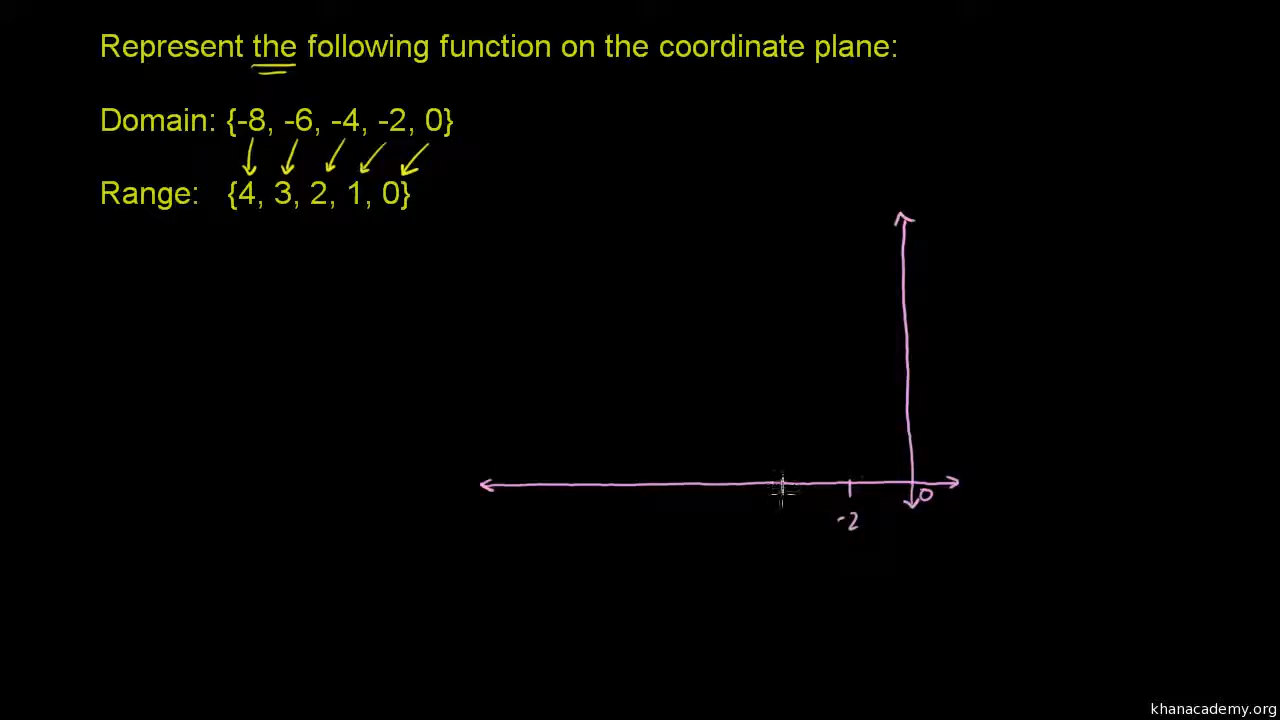 Represent the following function on the coordinate plane:
Domain: {-8, -6, -4, -2, 0}
Range: {4, 3, 2, 1, 0}
0
-2
khanacademy.org